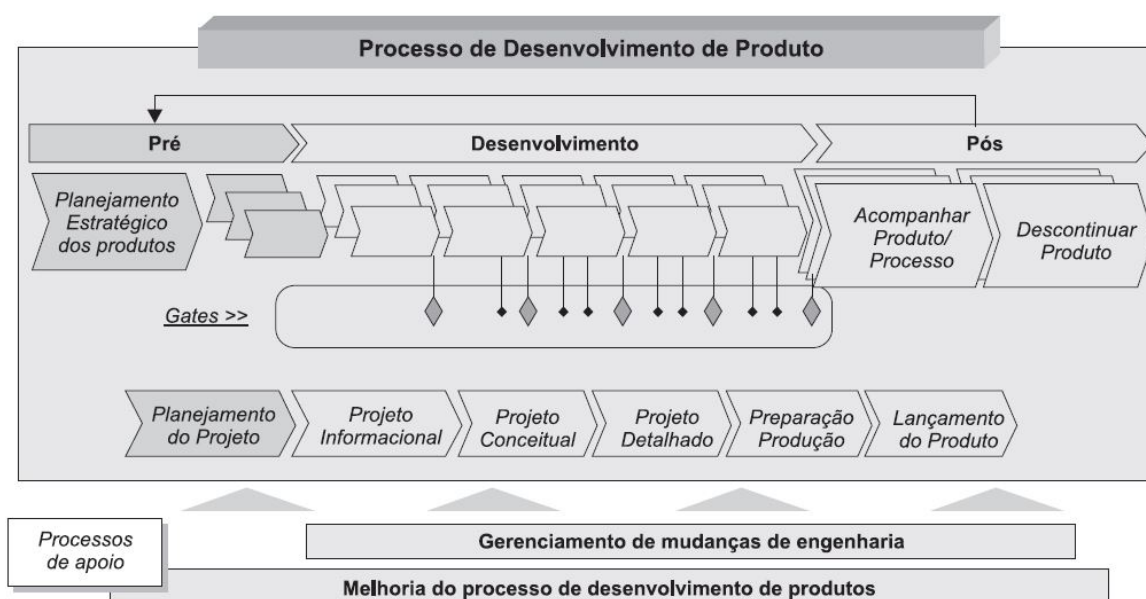 Processo de Desenvolvimento de Produto
Pré
Desenvolvimento
Pós
Planejamento
Estratégico
dos produtos
Acompanhar
Produto/
Processo
Descontinuar
Produto
Gates >>
Planejamento
do Projeto
Projeto
Informacional
Projeto
Conceitual
Projeto
Detalhado
Preparação
Produção
Lançamento
do Produto
Processos
de apoio
Gerenciamento de mudanças de engenharia
Melhoria do processo de desenvolvimento de produtos